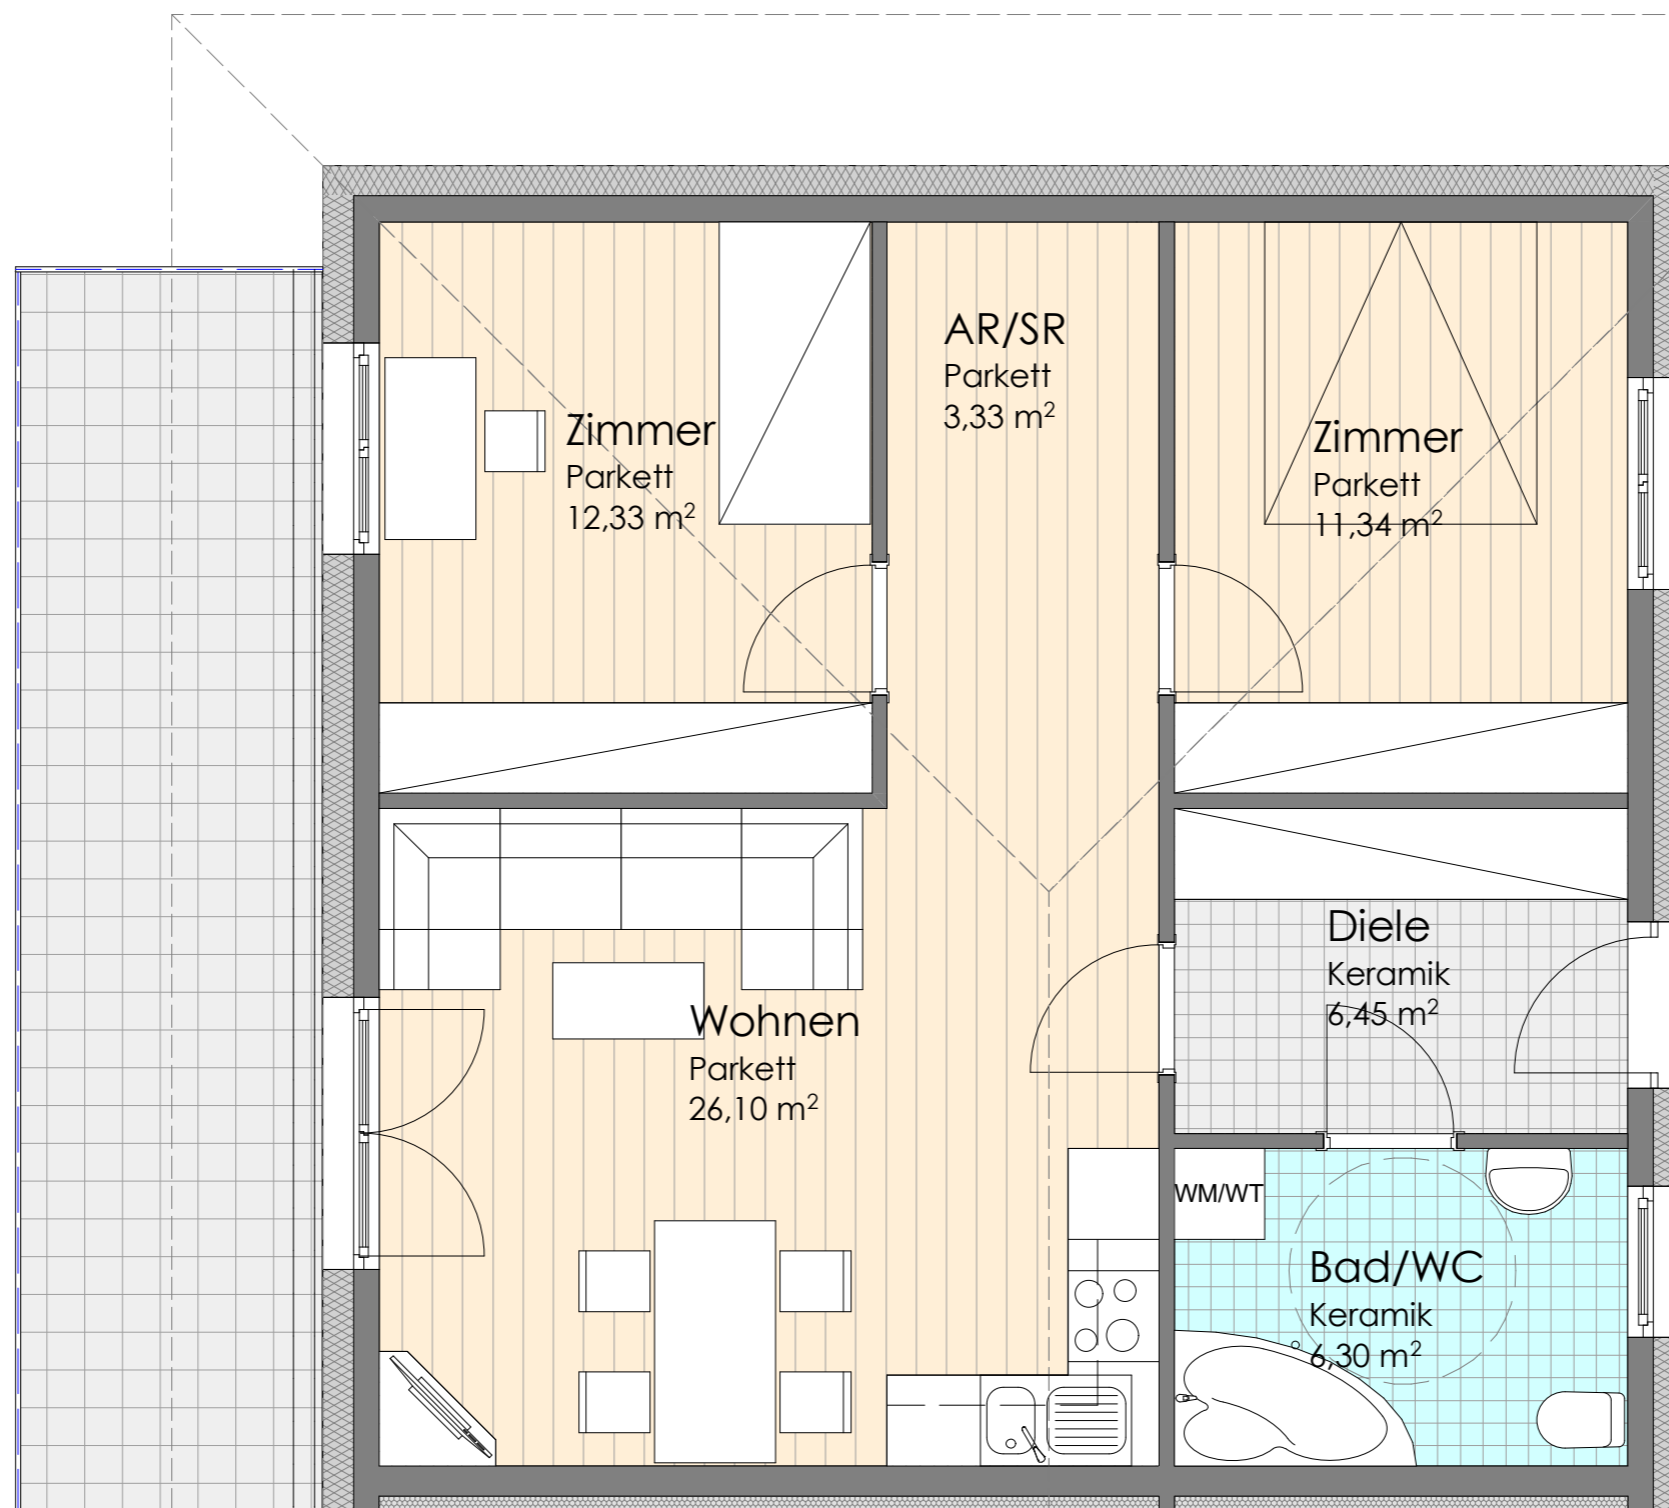 AR/SR
Parkett
3,33 m²
Zimmer
Parkett
12,33 m²
Zimmer
Parkett
11,34 m²
Diele
Keramik
6,45 m²
Wohnen
Parkett
26,10 m²
WM/WT
Bad/WC
Keramik
6,30 m²